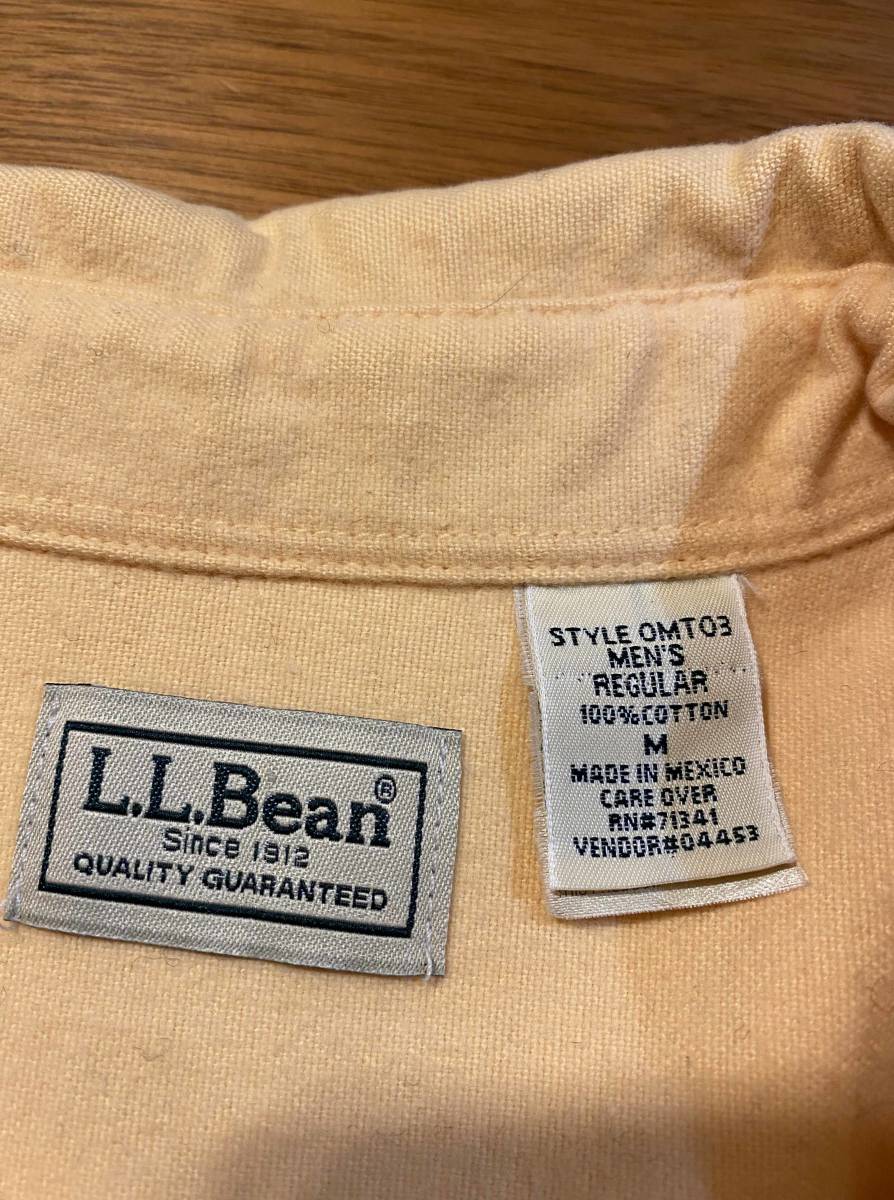 L.L.Bean®
Since 1912
QUALITY GUARANTEED
STYLE OMT03
MEN'S
REGULAR
100% COTTON
M
MADE IN MEXICO
CARE OVER
RN#71341
VENDOR#04453